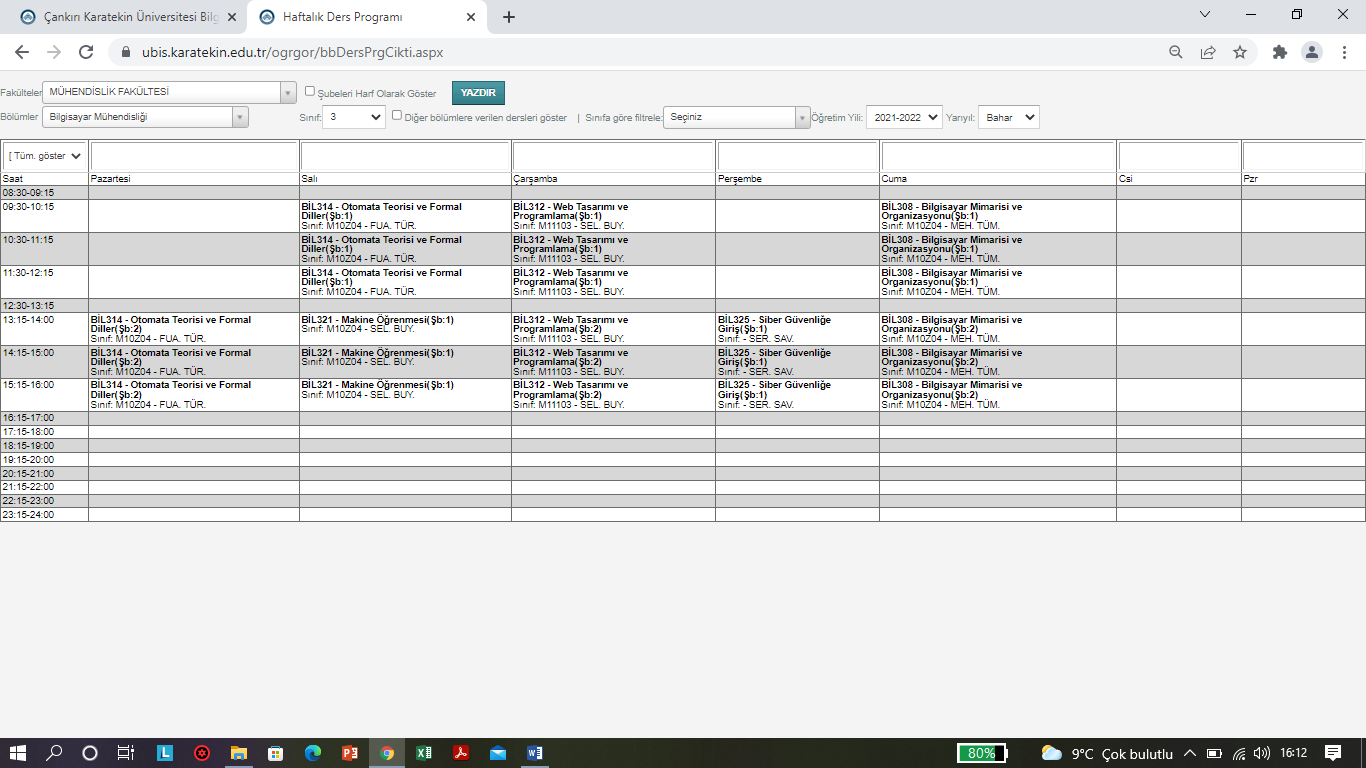 Çankırı Karatekin Üniversitesi Bilg
Haftalık Ders Programı
ubis.karatekin.edu.tr/ogrgor/bbDersPrgCikti.aspx
Fakülteler MÜHENDİSLİK FAKÜLTESİ Şubeleri Harf Olarak Göster YAZDIR
Bölümler Bilgisayar Mühendisliği Sınıf: 3 Diğer bölümlere verilen dersleri göster | Sınıfa göre filtrele: Seçiniz Öğretim Yili: 2021-2022 Yarıyıl: Bahar
[ Tüm. göster
Saat Pazartesi Salı Çarşamba Perşembe Cuma Csi Pzr
08:30-09:15
09:30-10:15 BİL314 - Otomata Teorisi ve Formal BİL312 - Web Tasarımı ve BİL308 - Bilgisayar Mimarisi ve
Diller(Şb:1) Programlama(Şb:1) Organizasyonu(Şb:1)
Sınıf: M10Z04 - FUA. TÜR. Sınıf: M11103 - SEL. BUY. Sınıf: M10Z04 - MEH. TÜM.
10:30-11:15 BİL314 - Otomata Teorisi ve Formal BİL312 - Web Tasarımı ve BİL308 - Bilgisayar Mimarisi ve
Diller(Şb:1) Programlama(Şb:1) Organizasyonu(Şb:1)
Sınıf: M10Z04 - FUA. TÜR. Sınıf: M11103 - SEL. BUY. Sınıf: M10Z04 - MEH. TÜM.
11:30-12:15 BİL314 - Otomata Teorisi ve Formal BİL312 - Web Tasarımı ve BİL308 - Bilgisayar Mimarisi ve
Diller(Şb:1) Programlama(Şb:1) Organizasyonu(Şb:1)
Sınıf: M10Z04 - FUA. TÜR. Sınıf: M11103 - SEL. BUY. Sınıf: M10Z04 - MEH. TÜM.
12:30-13:15
13:15-14:00 BİL314 - Otomata Teorisi ve Formal BİL321 - Makine Öğrenmesi(Şb:1) BİL312 - Web Tasarımı ve BİL325 - Siber Güvenliğe BİL308 - Bilgisayar Mimarisi ve
Diller(Şb:2) Sınıf: M10Z04 - SEL. BUY. Programlama(Şb:2) Giriş(Şb:1) Organizasyonu(Şb:2)
Sınıf: M10Z04 - FUA. TÜR. Sınıf: M11103 - SEL. BUY. Sınıf: - SER. SAV. Sınıf: M10Z04 - MEH. TÜM.
14:15-15:00 BİL314 - Otomata Teorisi ve Formal BİL321 - Makine Öğrenmesi(Şb:1) BİL312 - Web Tasarımı ve BİL325 - Siber Güvenliğe BİL308 - Bilgisayar Mimarisi ve
Diller(Şb:2) Sınıf: M10Z04 - SEL. BUY. Programlama(Şb:2) Giriş(Şb:1) Organizasyonu(Şb:2)
Sınıf: M10Z04 - FUA. TÜR. Sınıf: M11103 - SEL. BUY. Sınıf: - SER. SAV. Sınıf: M10Z04 - MEH. TÜM.
15:15-16:00 BİL314 - Otomata Teorisi ve Formal BİL321 - Makine Öğrenmesi(Şb:1) BİL312 - Web Tasarımı ve BİL325 - Siber Güvenliğe BİL308 - Bilgisayar Mimarisi ve
Diller(Şb:2) Sınıf: M10Z04 - SEL. BUY. Programlama(Şb:2) Giriş(Şb:1) Organizasyonu(Şb:2)
Sınıf: M10Z04 - FUA. TÜR. Sınıf: M11103 - SEL. BUY. Sınıf: - SER. SAV. Sınıf: M10Z04 - MEH. TÜM.
16:15-17:00
17:15-18:00
18:15-19:00
19:15-20:00
20:15-21:00
21:15-22:00
22:15-23:00
23:15-24:00
80% 9°C Çok bulutlu 16:12